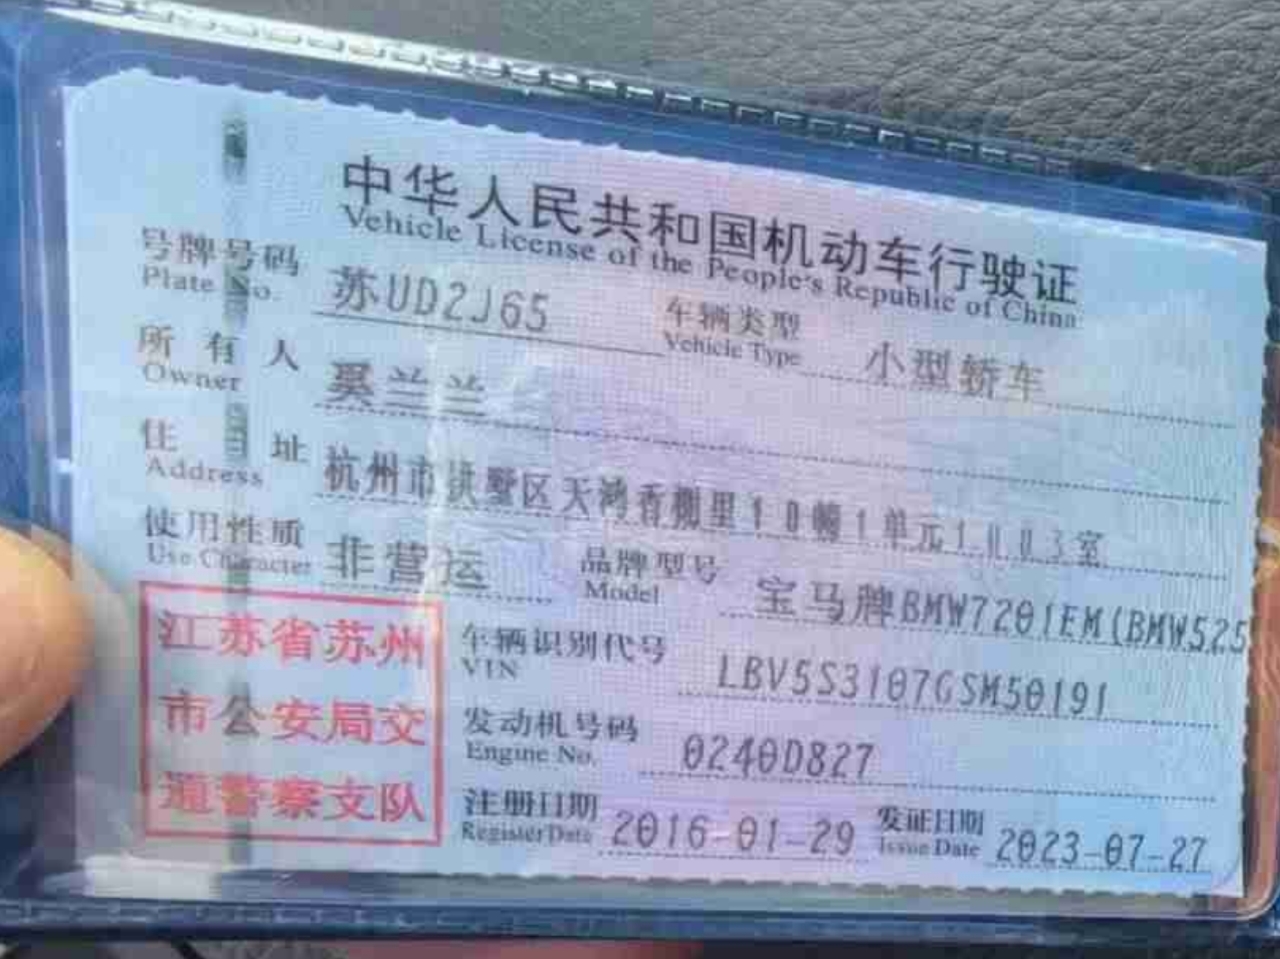 中华人民共和国机动车行驶证
Vehicle License of the People's Republic of China
号牌号码 苏UD2J65 车辆类型 小型轿车
Plate No. Vehicle Type
所有人 奚兰兰
Owner
住址 杭州市拱墅区天鸿香榭里10幢1单元1003室
Address
使用性质 非营运 品牌型号 宝马牌BMW7201EM(BMW525
Use Character Model
江苏省苏州
市公安局交
通警察支队
车辆识别代号 LBV5S3107GSM50191
VIN
发动机号码 0240D827
Engine No.
注册日期 2016-01-29 发证日期 2023-07-27
Register Date Issue Date